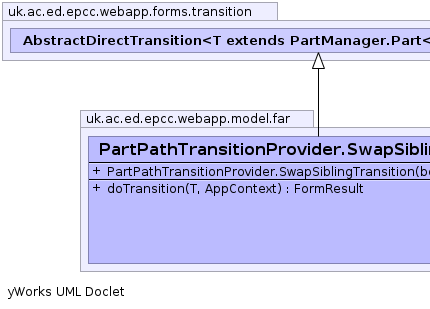 uk.ac.ed.epcc.webapp.forms.transition
AbstractDirectTransition<T extends PartManager.Part<
uk.ac.ed.epcc.webapp.model.far
PartPathTransitionProvider.SwapSibling
+ PartPathTransitionProvider.SwapSiblingTransition(bo
+ doTransition(T, AppContext) : FormResult
yWorks UML Doclet